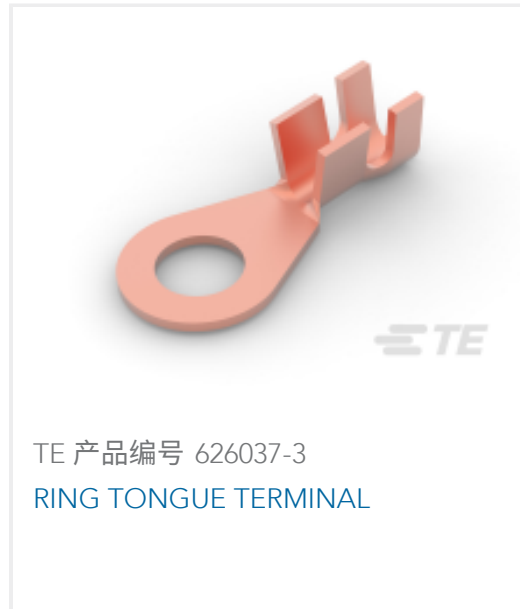 TE
TE 产品编号 626037-3
RING TONGUE TERMINAL